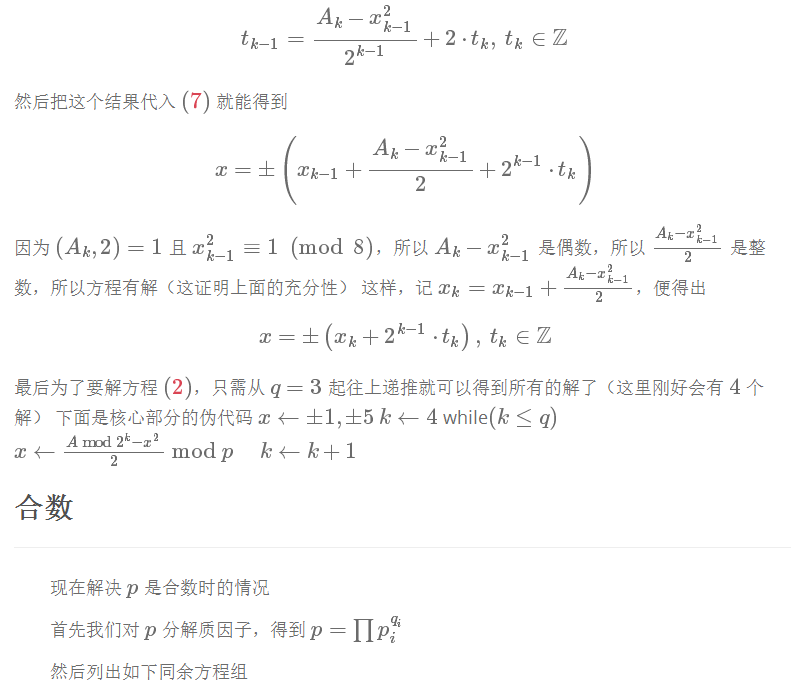 $t_{k-1} = \frac{A_k - x_{k-1}^2}{2^{k-1}} + 2 \cdot t_k, \, t_k \in \mathbb{Z}$
然后把这个结果代入 $(7)$ 就能得到
$x = \pm \left( x_{k-1} + \frac{A_k - x_{k-1}^2}{2} + 2^{k-1} \cdot t_k \right)$
因为 $(A_k, 2) = 1$ 且 $x_{k-1}^2 \equiv 1 \pmod 8$，所以 $A_k - x_{k-1}^2$ 是偶数，所以 $\frac{A_k - x_{k-1}^2}{2}$ 是整
数，所以方程有解（这证明上面的充分性） 这样，记 $x_k = x_{k-1} + \frac{A_k - x_{k-1}^2}{2}$，便得出
$x = \pm \left( x_k + 2^{k-1} \cdot t_k \right), \, t_k \in \mathbb{Z}$
最后为了要解方程 $(2)$，只需从 $q = 3$ 起往上递推就可以得到所有的解了（这里刚好会有 $4$ 个
解） 下面是核心部分的伪代码 $x \leftarrow \pm 1, \pm 5 \; k \leftarrow 4$ while$(k \leq q)$
$x \leftarrow \frac{A \bmod 2^k - x^2}{2} \bmod p \quad k \leftarrow k + 1$
合数
现在解决 $p$ 是合数时的情况
首先我们对 $p$ 分解质因子，得到 $p = \prod p_i^{q_i}$
然后列出如下同余方程组